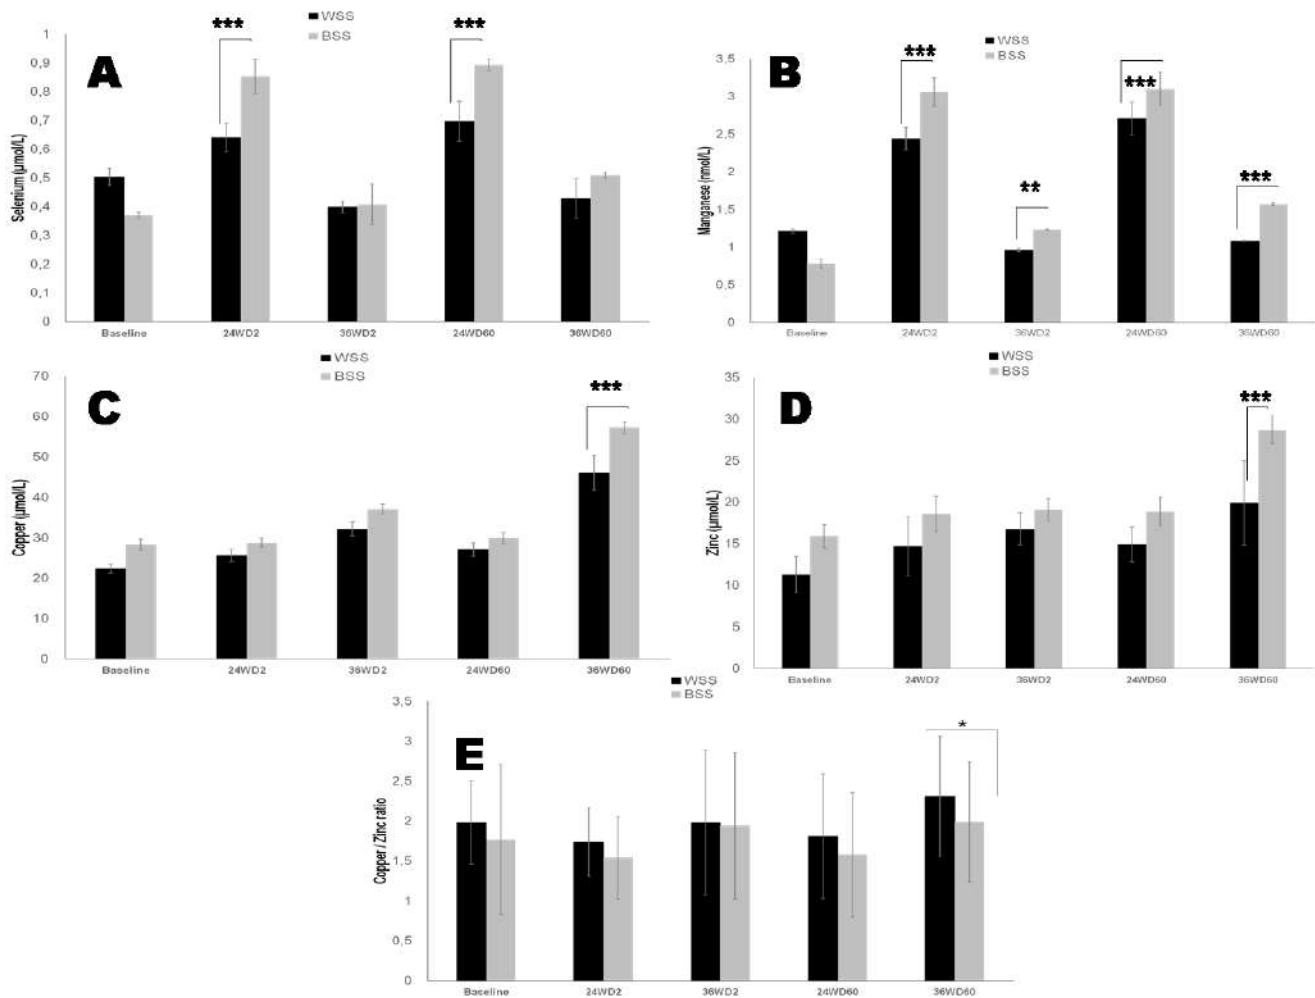 WSS
BSS
***
***
A
Selenium (µmol/L)
1
0,9
0,8
0,7
0,6
0,5
0,4
0,3
0,2
0,1
0
Baseline
24WD2
36WD2
24WD60
36WD60
WSS
BSS
***
***
**
***
B
Manganese (nmol/L)
3,5
3
2,5
2
1,5
1
0,5
0
Baseline
24WD2
36WD2
24WD60
36WD60
WSS
BSS
***
C
Copper (µmol/L)
70
60
50
40
30
20
10
0
Baseline
24WD2
36WD2
24WD60
36WD60
WSS
BSS
***
D
Zinc (µmol/L)
35
30
25
20
15
10
5
0
Baseline
24WD2
36WD2
24WD60
36WD60
WSS
BSS
*
E
Copper / Zinc ratio
3,5
3
2,5
2
1,5
1
0,5
0
Baseline
24WD2
36WD2
24WD60
36WD60